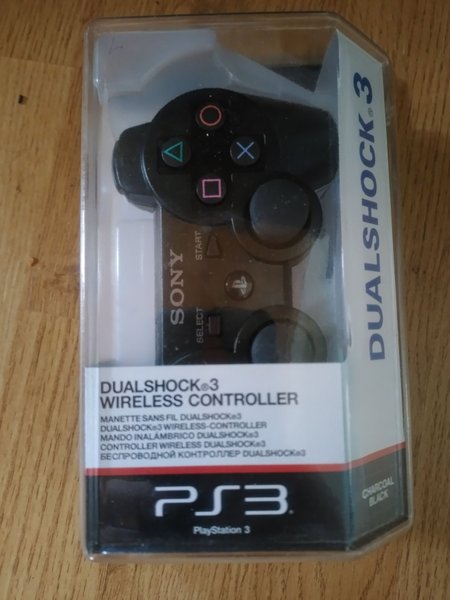 DUALSHOCK®3
SONY
START
SELECT
DUALSHOCK®3
WIRELESS CONTROLLER
MANETTE SANS FIL DUALSHOCK®3
DUALSHOCK®3 WIRELESS-CONTROLLER
MANDO INALÁMBRICO DUALSHOCK®3
CONTROLLER WIRELESS DUALSHOCK®3
БЕСПРОВОДНОЙ КОНТРОЛЛЕР DUALSHOCK®3
PS3
PlayStation 3
CHARCOAL
BLACK